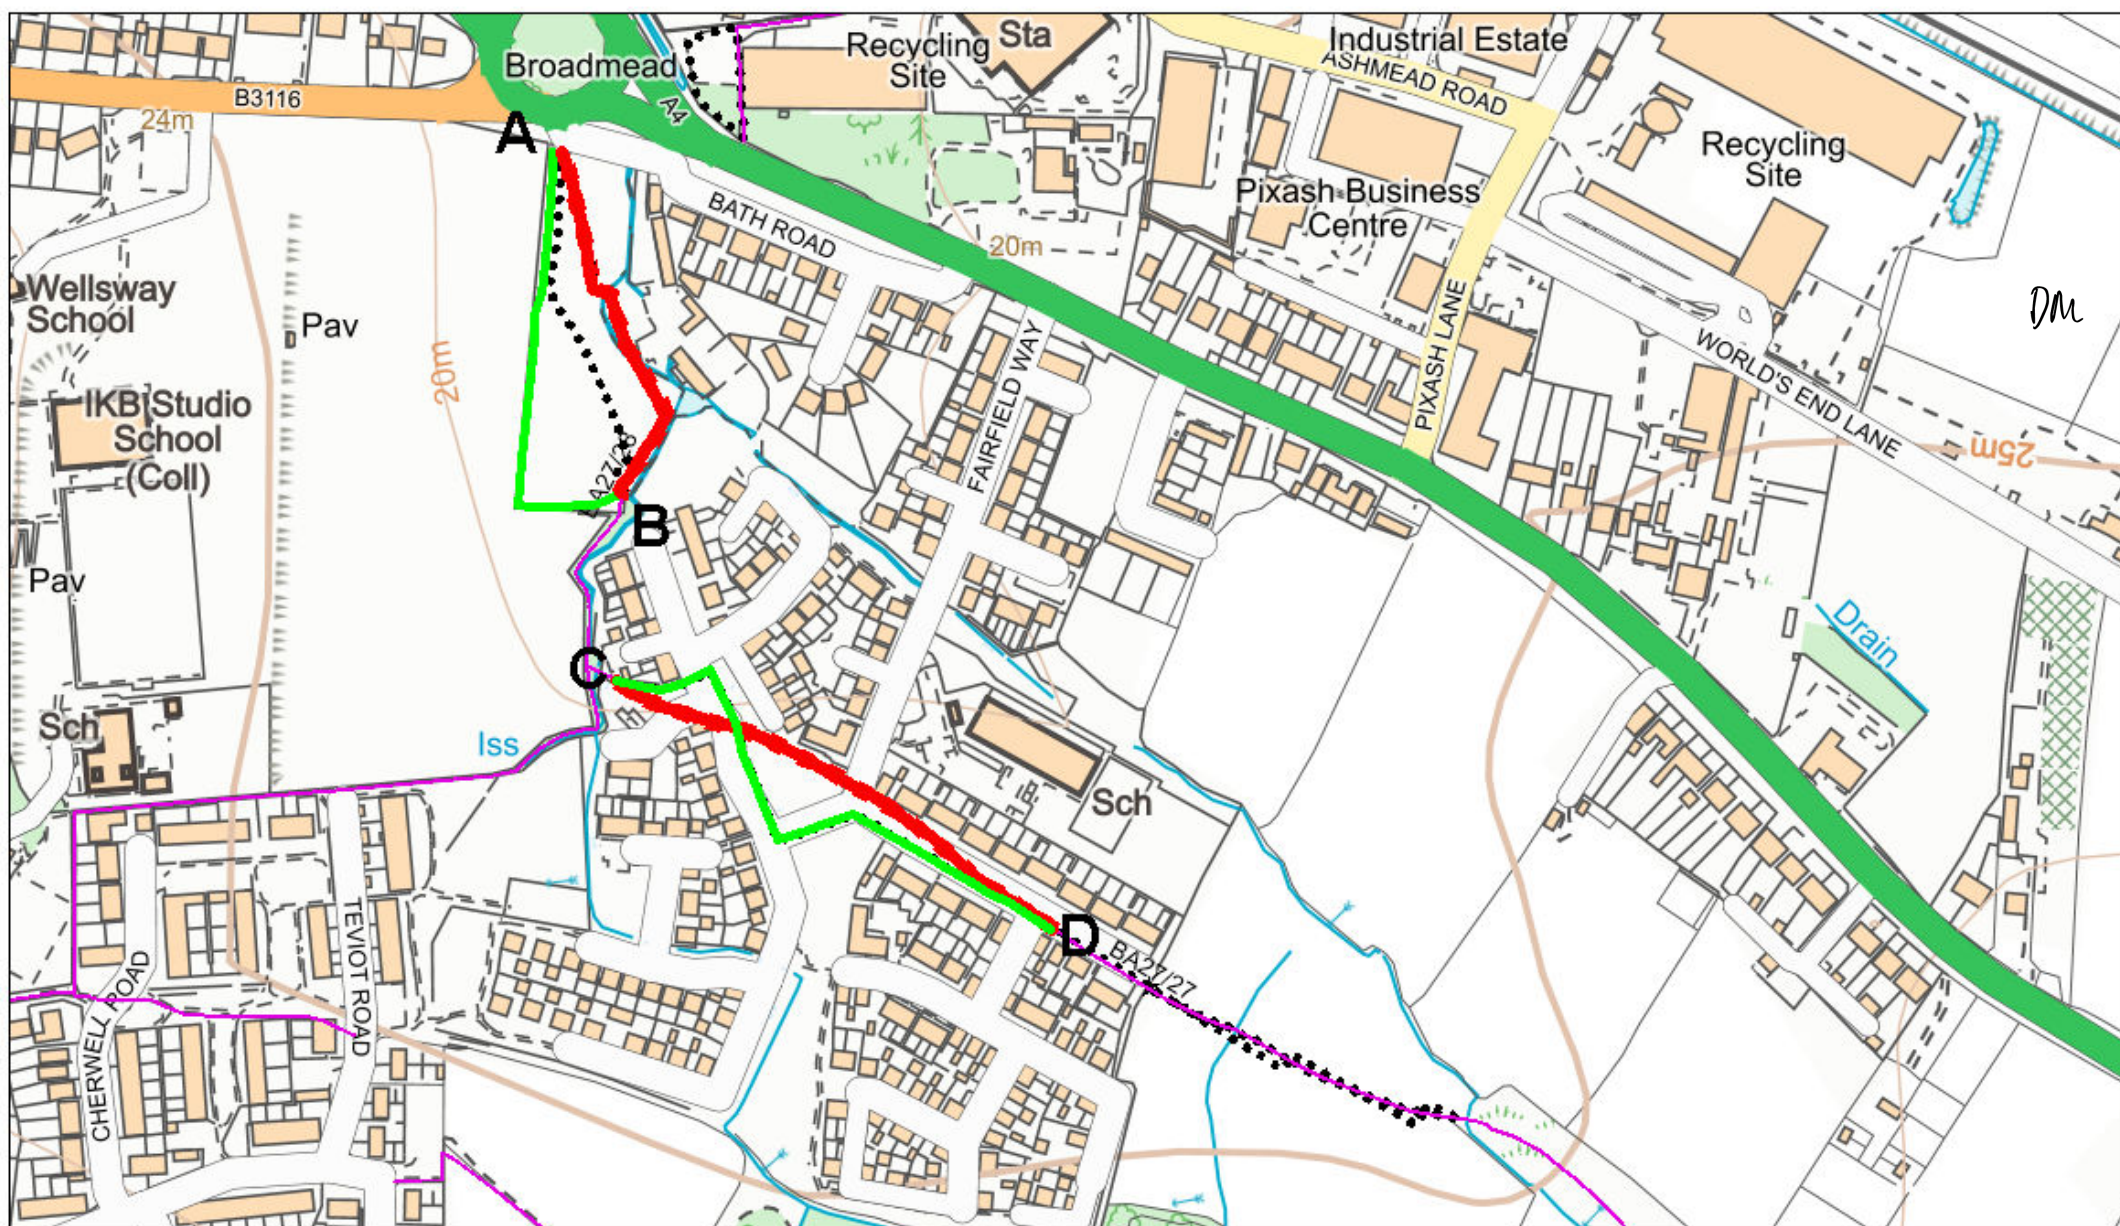 Broadmead
Recycling
Site
Sta
Industrial Estate
ASHMEAD ROAD
B3116
24m
A
A4
Recycling
Site
Pixash Business
Centre
BATH ROAD
20m
Wellsway
School
Pav
20m
IKB Studio
School
(Coll)
DM
PIXASH LANE
WORLD'S END LANE
FAIRFIELD WAY
25m
B
Pav
Drain
C
Sch
Iss
Sch
D
BA27/27
TEVIOT ROAD
CHERWELL ROAD